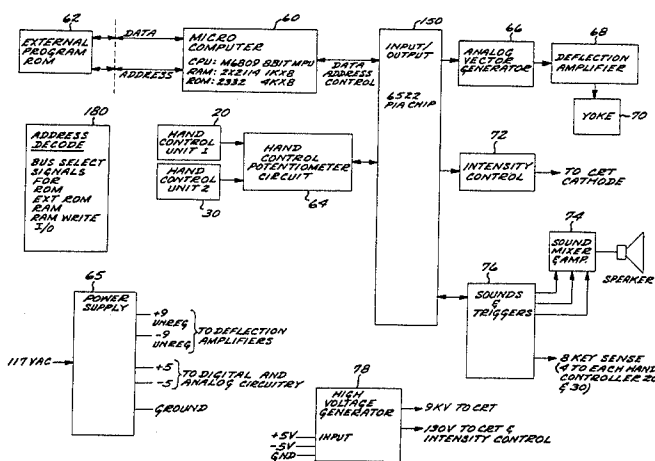 62
EXTERNAL
PROGRAM
ROM
DATA
ADDRESS
60
MICRO
COMPUTER
CPU: M6809 8BIT MPU
RAM: 2X2114 1KX8
ROM: 2332 4KX8
DATA
ADDRESS
CONTROL
150
INPUT/
OUTPUT
6522
PIA CHIP
66
ANALOG
VECTOR
GENERATOR
68
DEFLECTION
AMPLIFIER
YOKE
70
180
ADDRESS
DECODE
BUS SELECT
SIGNALS
FOR
ROM
EXT ROM
RAM
RAM WRITE
I/O
20
HAND
CONTROL
UNIT 1
HAND
CONTROL
UNIT 2
30
HAND
CONTROL
POTENTIOMETER
CIRCUIT
64
72
INTENSITY
CONTROL
TO CRT
CATHODE
74
SOUND
MIXER
& AMP.
SPEAKER
76
SOUNDS
&
TRIGGERS
8 KEY SENSE
(4 TO EACH HAND
CONTROLLER 20
& 30)
65
POWER
SUPPLY
117 VAC
+9
UNREG
-9
UNREG
TO DEFLECTION
AMPLIFIERS
+5
-5
TO DIGITAL AND
ANALOG CIRCUITRY
GROUND
78
HIGH
VOLTAGE
GENERATOR
INPUT
+5V
-5V
GND
9KV TO CRT
130V TO CRT &
INTENSITY CONTROL